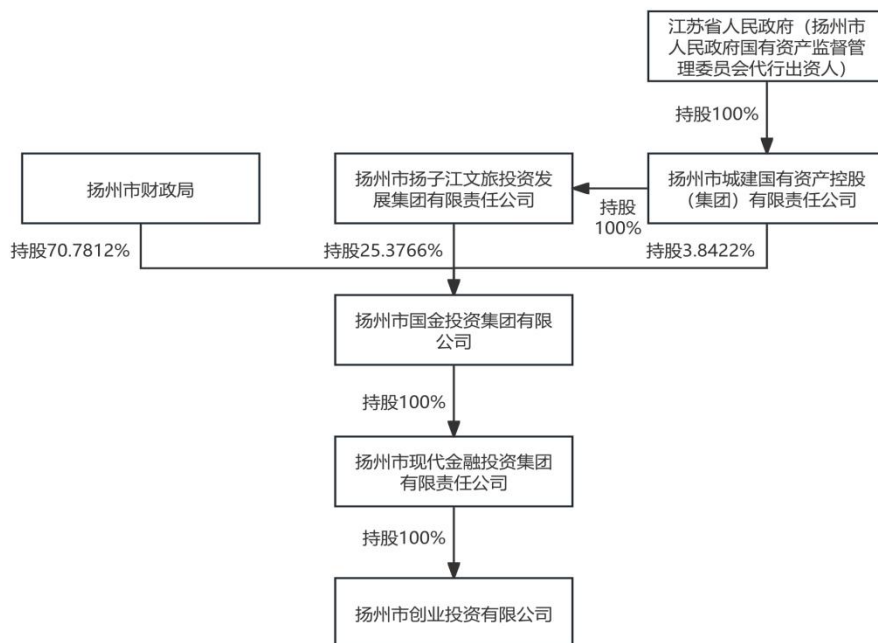 江苏省人民政府（扬州市
人民政府国有资产监督管
理委员会代行出资人）
持股100%
扬州市财政局
扬州市扬子江文旅投资发
展集团有限责任公司
扬州市城建国有资产控股
（集团）有限责任公司
持股
100%
持股70.7812%
持股25.3766%
持股3.8422%
扬州市国金投资集团有限
公司
持股100%
扬州市现代金融投资集团
有限责任公司
持股100%
扬州市创业投资有限公司